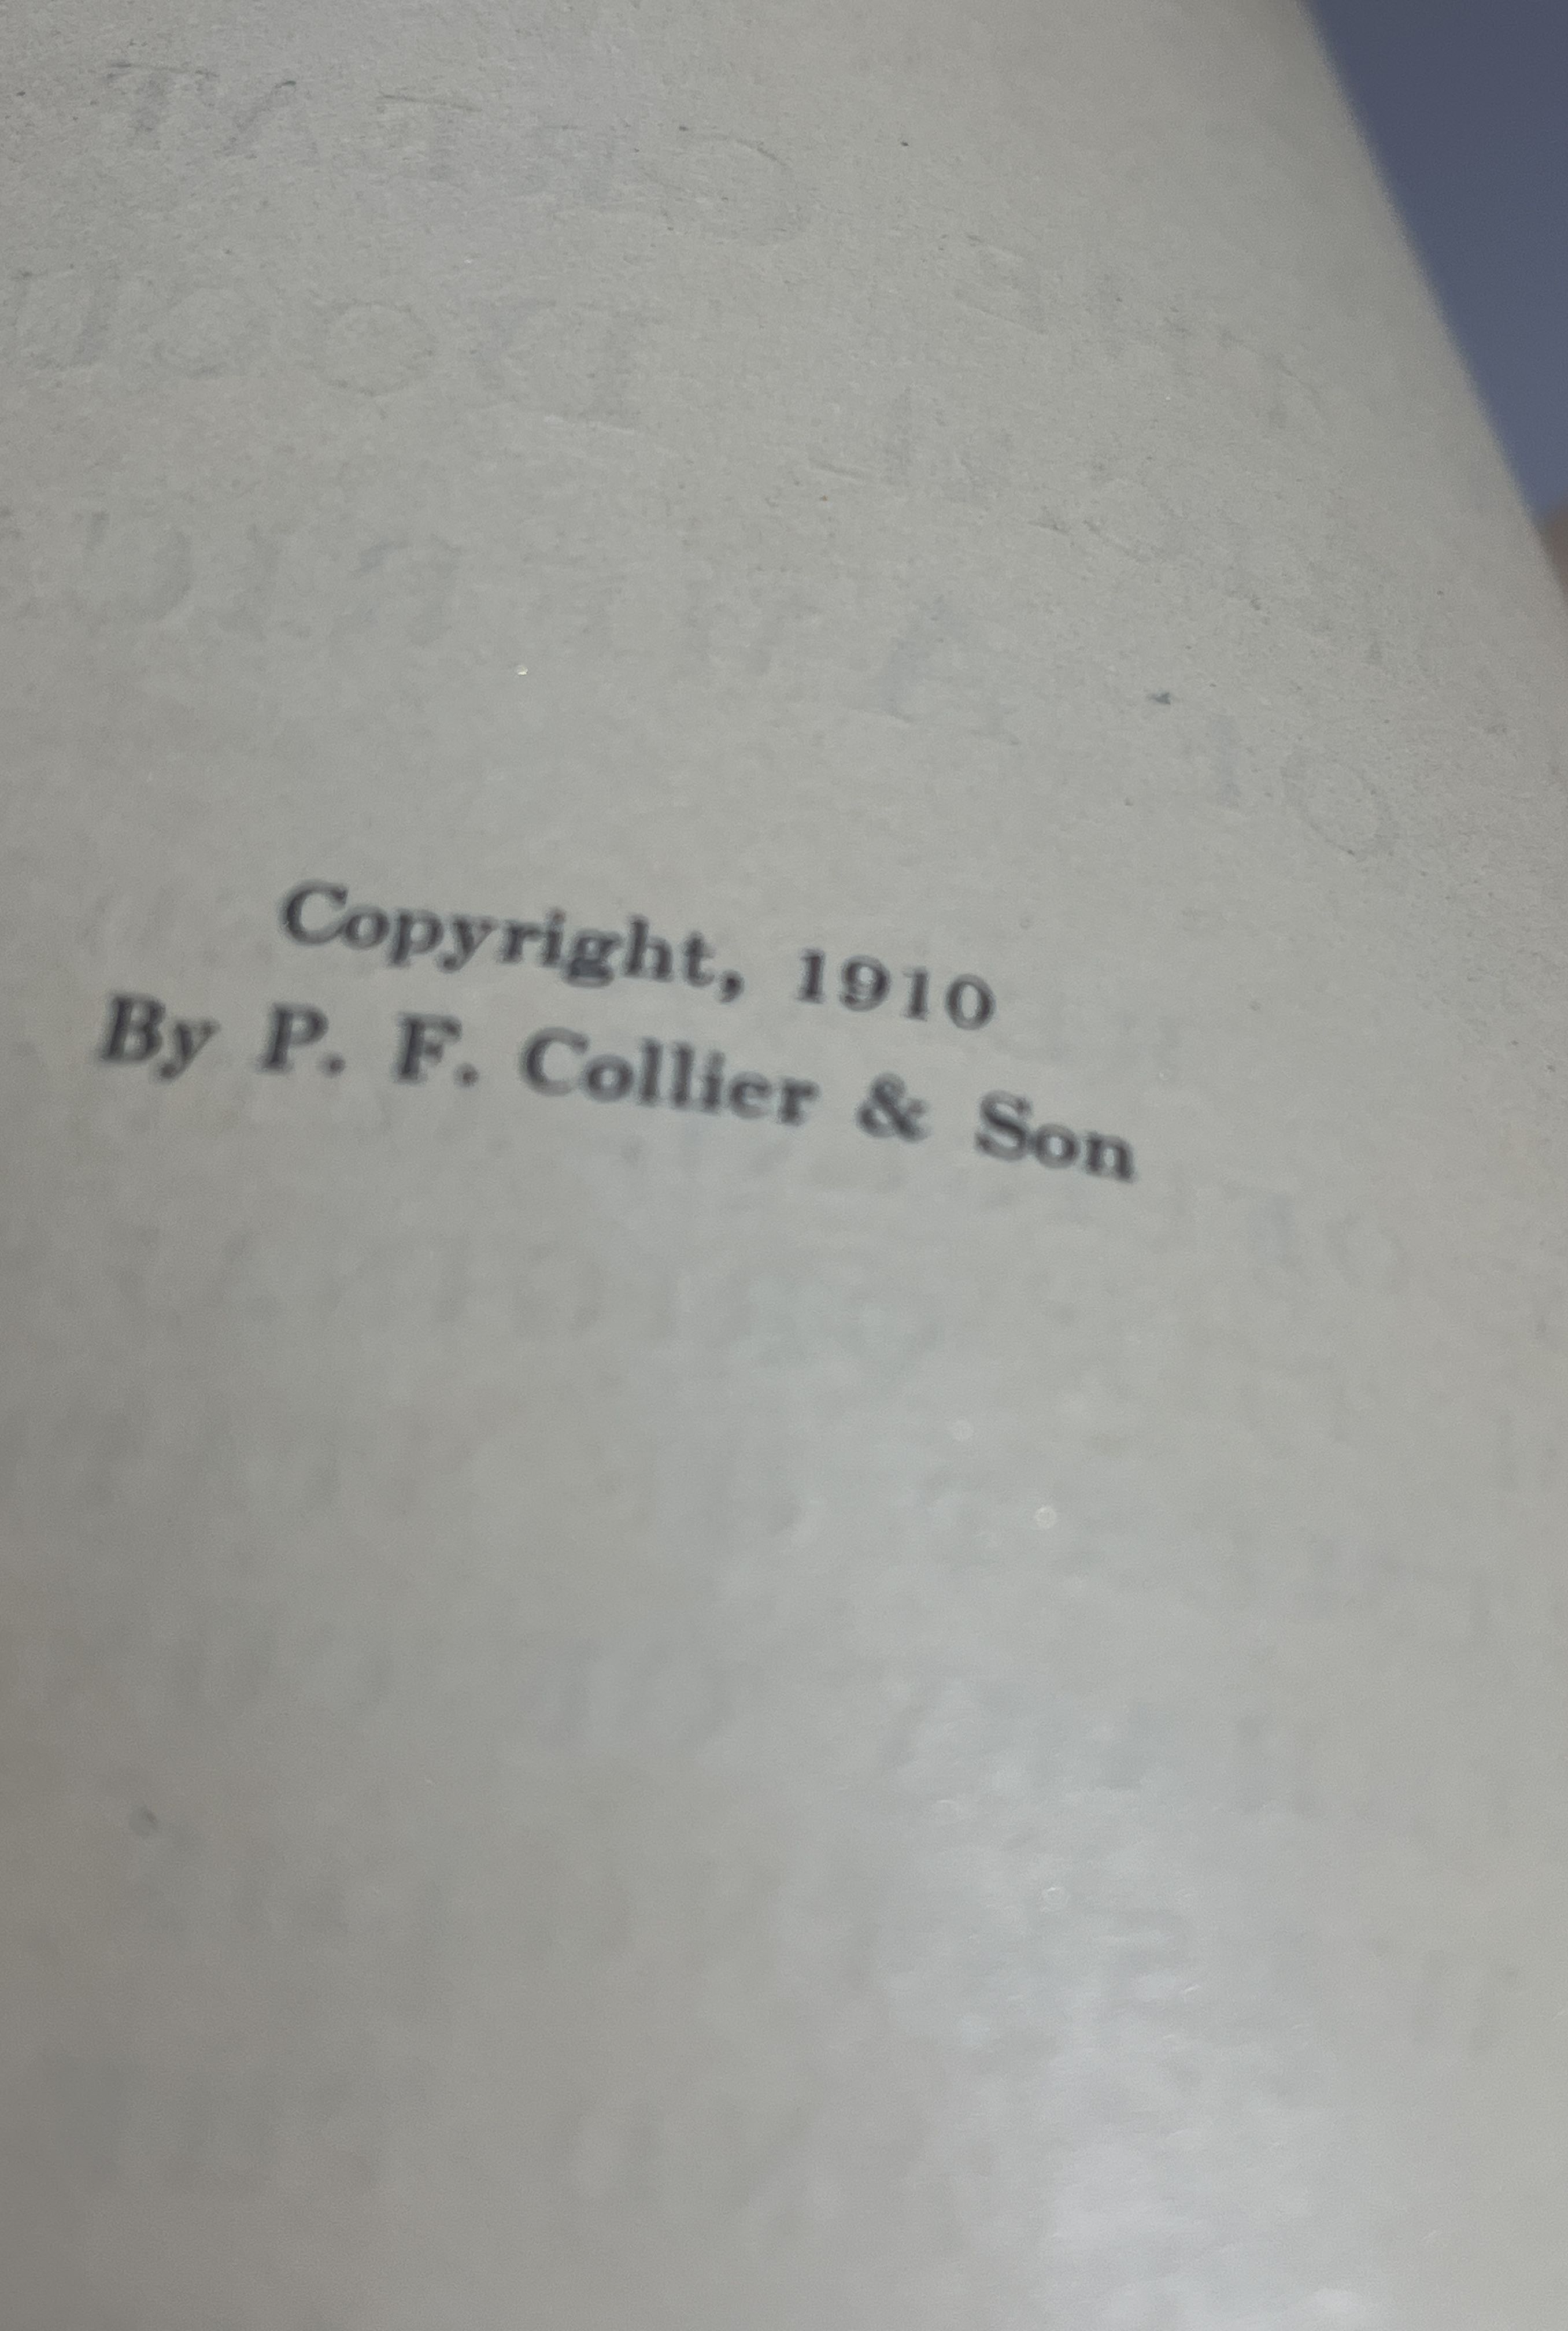 Copyright, 1910
By P. F. Collier & Son